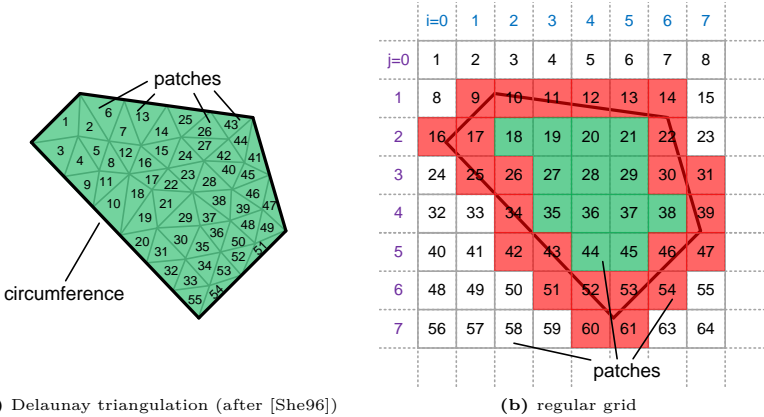 i=0 1 2 3 4 5 6 7
j=0 1 2 3 4 5 6 7 8
1 8 9 10 11 12 13 14 15
2 16 17 18 19 20 21 22 23
3 24 25 26 27 28 29 30 31
4 32 33 34 35 36 37 38 39
5 40 41 42 43 44 45 46 47
6 48 49 50 51 52 53 54 55
7 56 57 58 59 60 61 63 64
patches
patches
circumference
1 2 6 7 13 14 25 26 43
3 4 5 8 12 16 15 24 27 44
9 11 10 17 18 22 23 28 42 40 41 45
19 21 29 37 38 39 46 47
20 31 30 35 36 50 48 49 51
32 33 34 53 52
55 54
) Delaunay triangulation (after [She96])
(b) regular grid